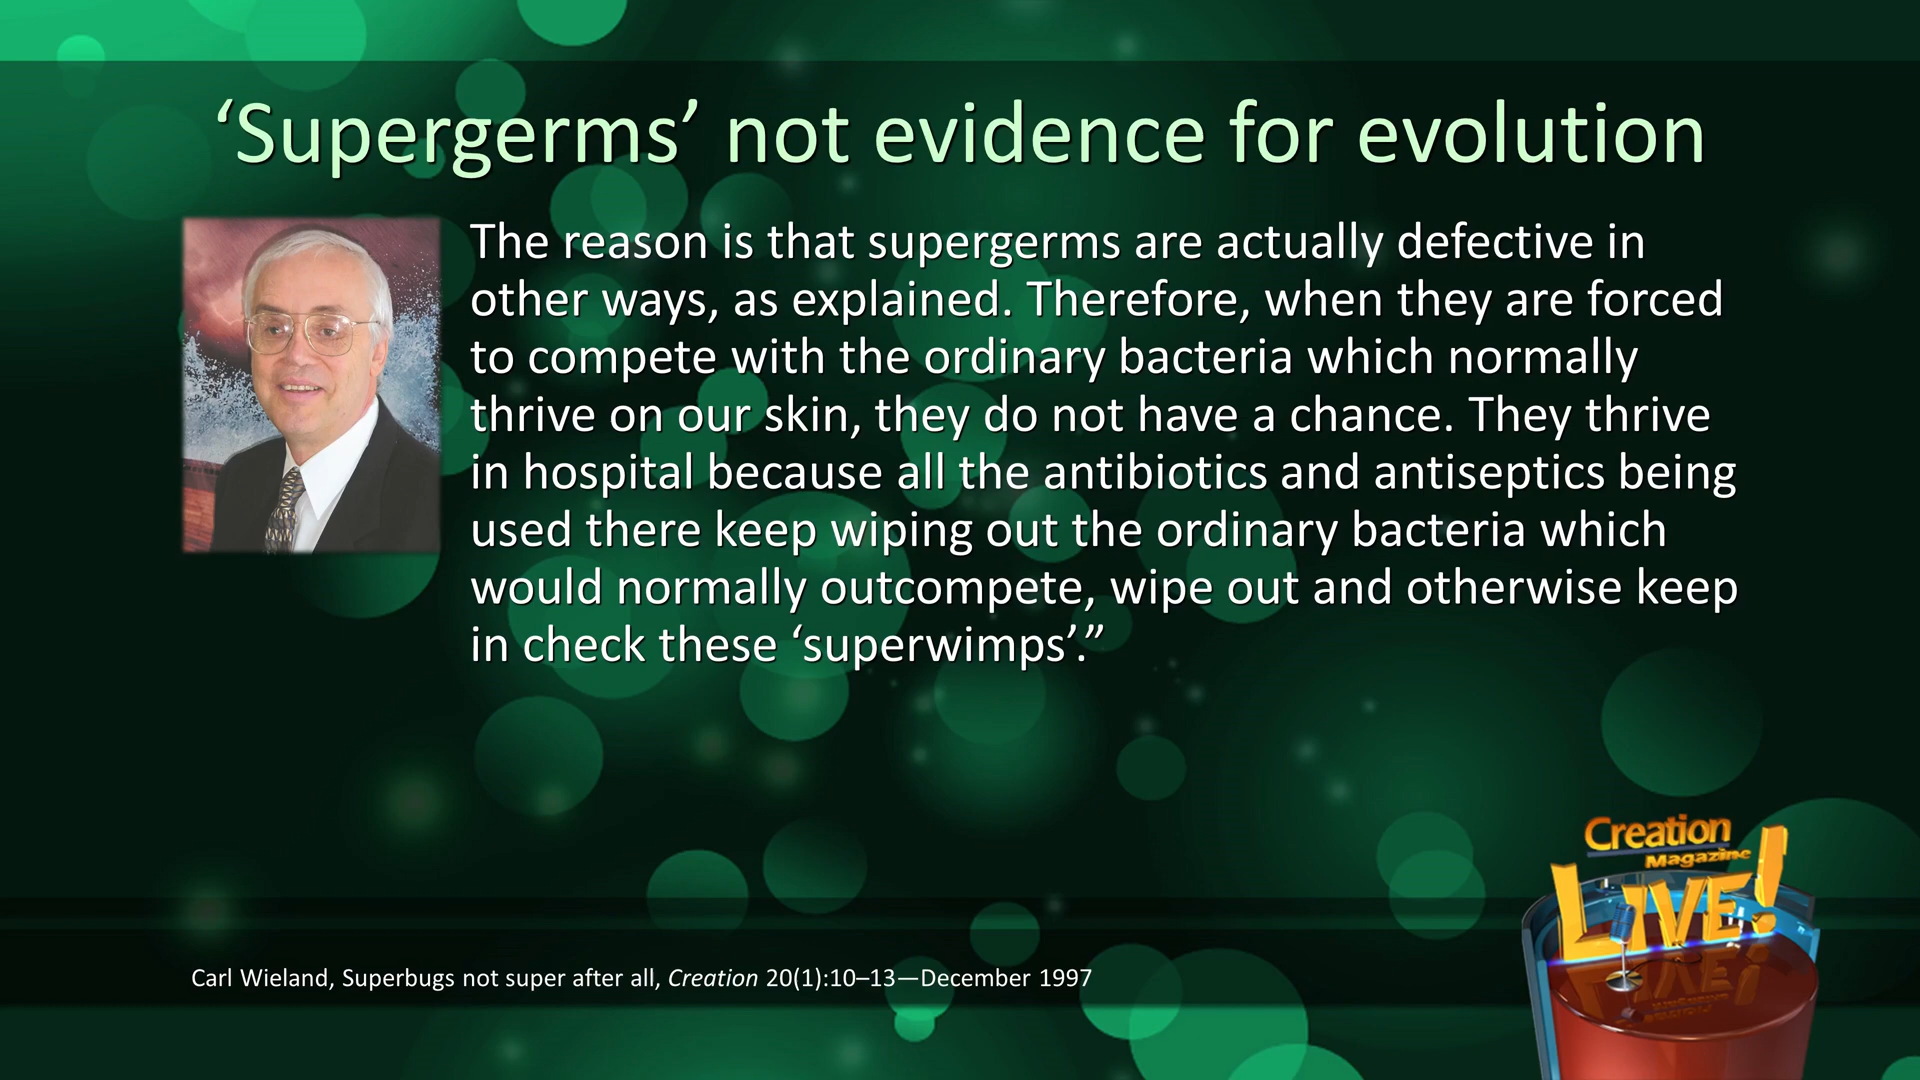 ‘Supergerms’ not evidence for evolution
The reason is that supergerms are actually defective in
other ways, as explained. Therefore, when they are forced
to compete with the ordinary bacteria which normally
thrive on our skin, they do not have a chance. They thrive
in hospital because all the antibiotics and antiseptics being
used there keep wiping out the ordinary bacteria which
would normally outcompete, wipe out and otherwise keep
in check these ‘superwimps’.”
Carl Wieland, Superbugs not super after all, Creation 20(1):10–13—December 1997
Creation
Magazine
LIVE!